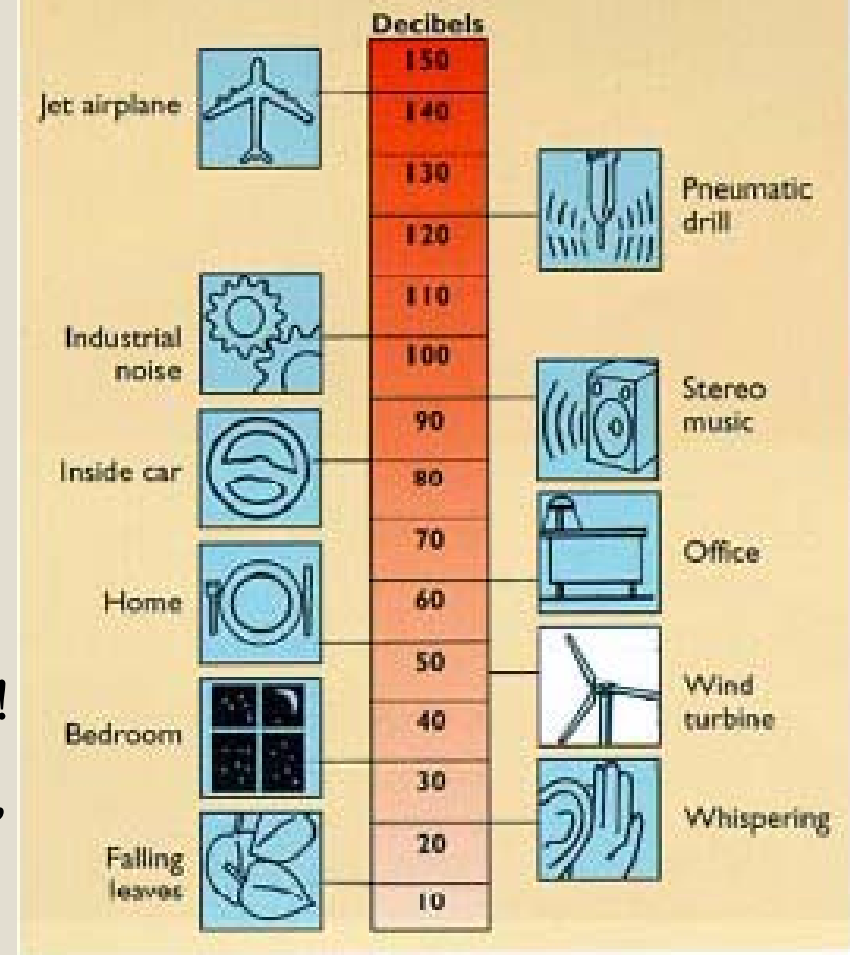 Decibels
150
Jet airplane
140
130
Pneumatic
drill
120
110
Industrial
noise
100
Stereo
music
90
Inside car
80
70
Office
Home
60
50
Wind
turbine
Bedroom
40
30
Whispering
20
Falling
leaves
10
!
,